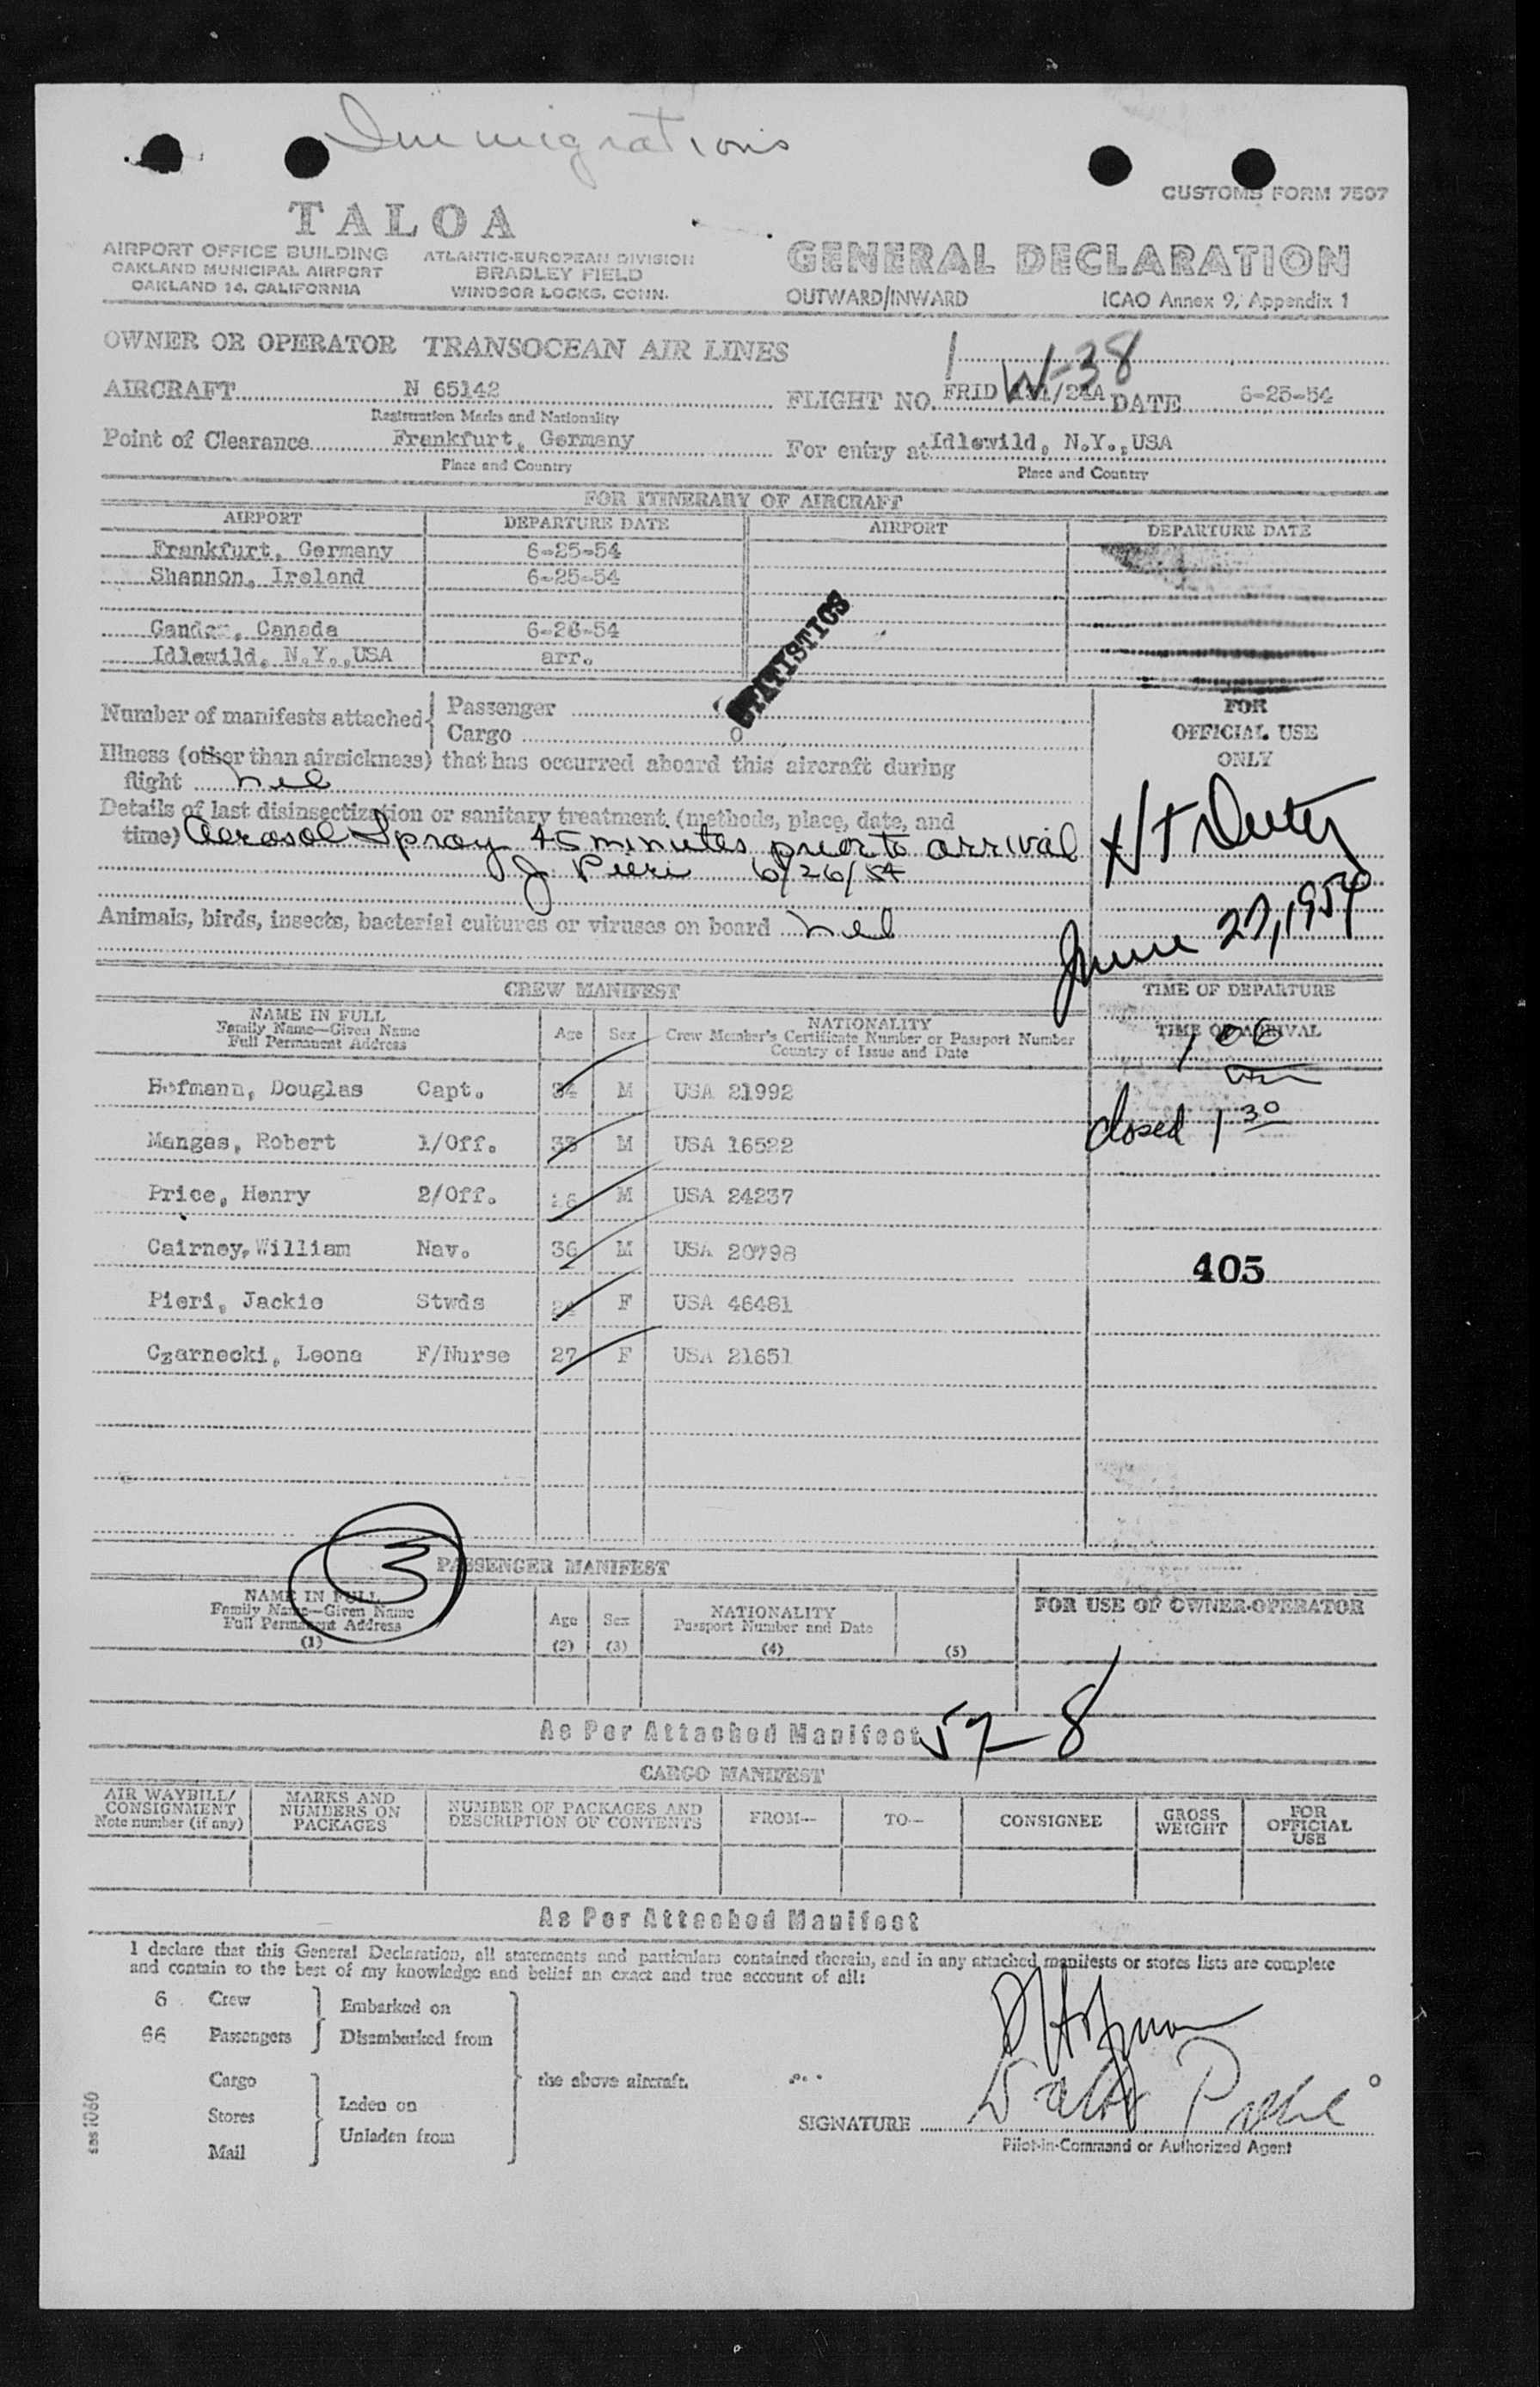 Immigrations
CUSTOMS FORM 7507
TALOA
AIRPORT OFFICE BUILDING
OAKLAND MUNICIPAL AIRPORT
OAKLAND 14, CALIFORNIA
ATLANTIC-EUROPEAN DIVISION
BRADLEY FIELD
WINDSOR LOCKS, CONN.
GENERAL DECLARATION
OUTWARD/INWARD ICAO Annex 9, Appendix 1
OWNER OR OPERATOR TRANSOCEAN AIR LINES
W-38
AIRCRAFT N 65142 FLIGHT NO. FRID /24A DATE 6-25-54
Registration Marks and Nationality
Point of Clearance Frankfurt, Germany For entry at Idlewild, N.Y., USA
Place and Country Place and Country
FOR ITINERARY OF AIRCRAFT
AIRPORT DEPARTURE DATE AIRPORT DEPARTURE DATE
Frankfurt, Germany 6-25-54
Shannon, Ireland 6-25-54
Gander, Canada 6-26-54
Idlewild, N.Y., USA arr.
STATISTICS
Number of manifests attached Passenger
Cargo 0
FOR
OFFICIAL USE
ONLY
Illness (other than airsickness) that has occurred aboard this aircraft during
flight nil
Details of last disinsectization or sanitary treatment (methods, place, date, and
time) Aerosol Spray 45 minutes prior to arrival
J. Pieri 6/26/54
Animals, birds, insects, bacterial cultures or viruses on board nil
June 27, 1954
CREW MANIFEST
TIME OF DEPARTURE
NAME IN FULL
Family Name—Given Name
Full Permanent Address
Age Sex
NATIONALITY
Crew Member's Certificate Number or Passport Number
Country of Issue and Date
TIME OF ARRIVAL
Hofmann, Douglas Capt. 34 M USA 21992
closed 1 30
Mangas, Robert 1/Off. 33 M USA 16522
Price, Henry 2/Off. M USA 24237
Cairney, William Nav. 36 M USA 20798
405
Pieri, Jackie Stwds 24 F USA 46481
Czarnecki, Leona F/Nurse 27 F USA 21651
3
PASSENGER MANIFEST
NAME IN FULL
Family Name—Given Name
Full Permanent Address
(1)
Age
(2)
Sex
(3)
NATIONALITY
Passport Number and Date
(4)
(5)
FOR USE OF OWNER-OPERATOR
As Per Attached Manifest 57-8
CARGO MANIFEST
AIR WAYBILL/
CONSIGNMENT
Note number (if any)
MARKS AND
NUMBERS ON
PACKAGES
NUMBER OF PACKAGES AND
DESCRIPTION OF CONTENTS
FROM—
TO—
CONSIGNEE
GROSS
WEIGHT
FOR
OFFICIAL
USE
As Per Attached Manifest
I declare that this General Declaration, all statements and particulars contained therein, and in any attached manifests or stores lists are complete
and contain to the best of my knowledge and belief an exact and true account of all:
6 Crew Embarked on
66 Passengers Disembarked from
Cargo
the above aircraft.
Stores Laden on
Mail Unladen from
SIGNATURE
Pilot-in-Command or Authorized Agent
sas 1060